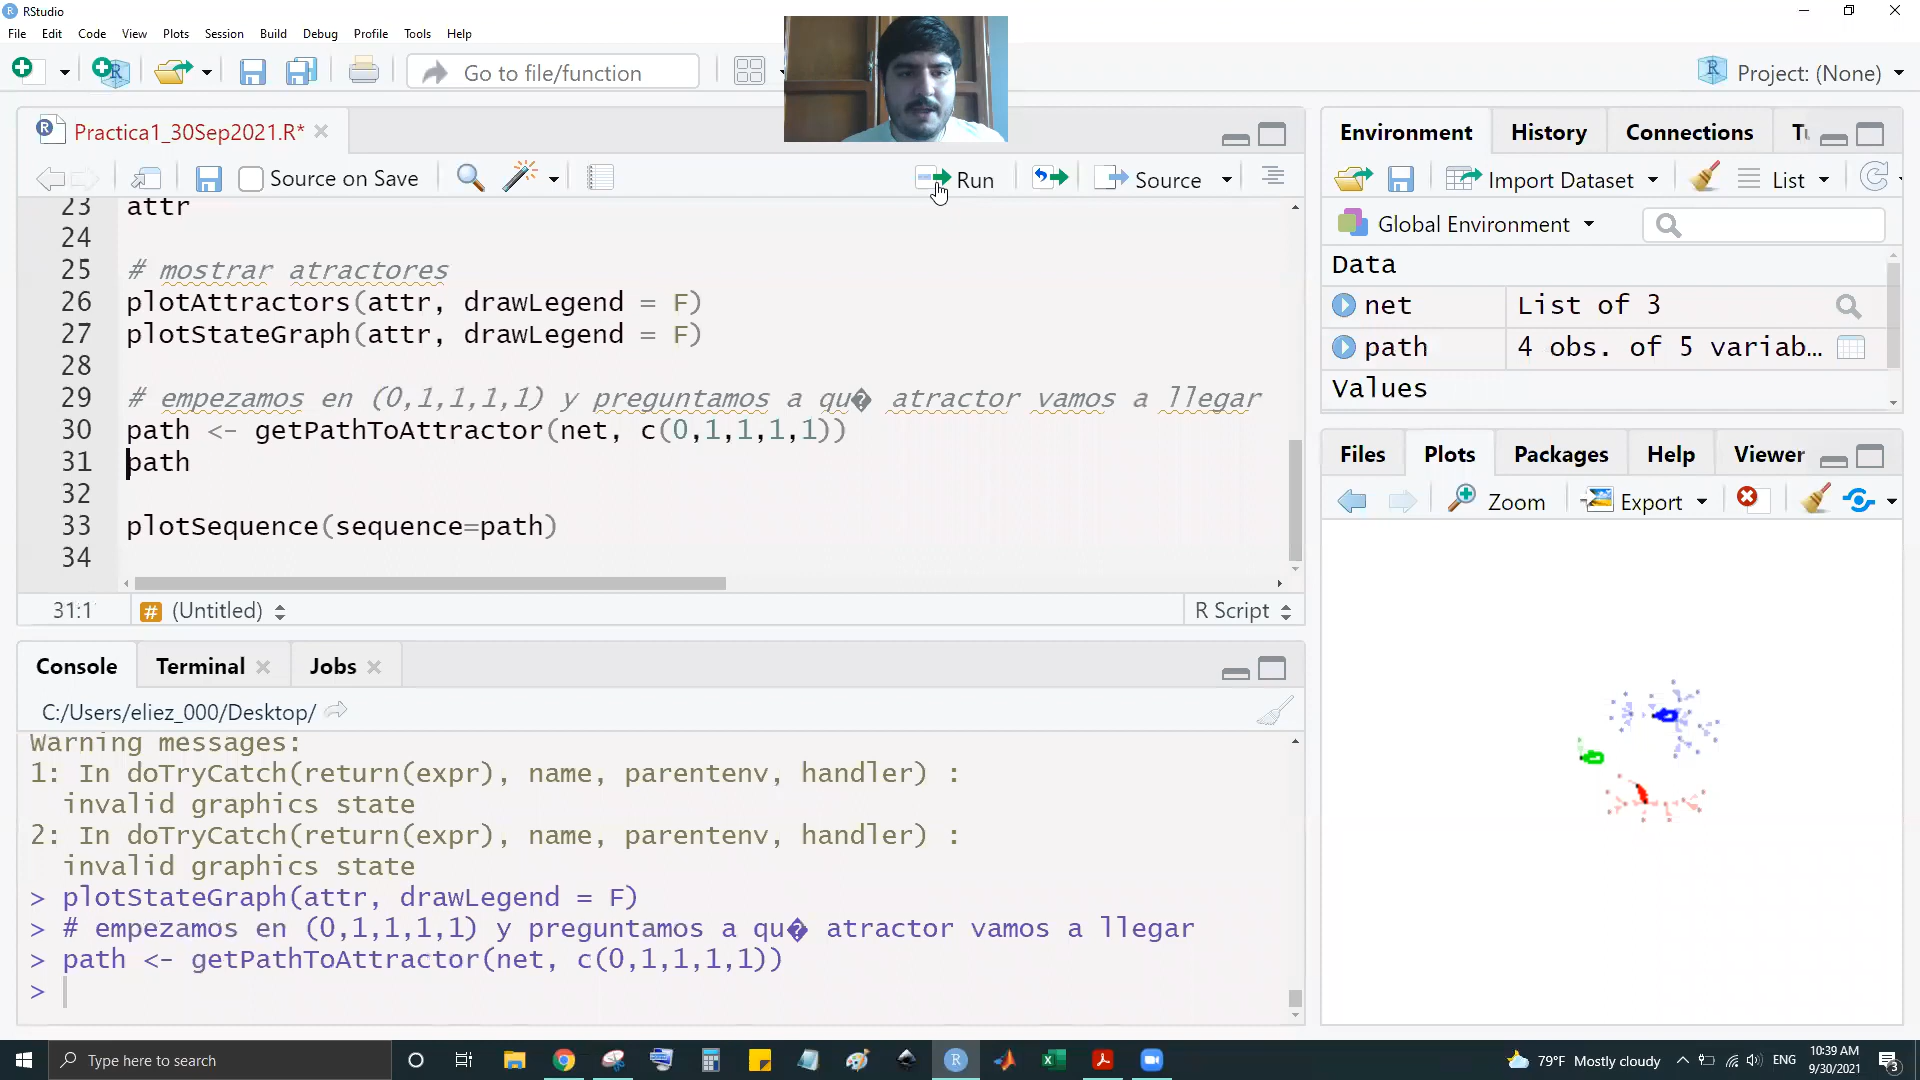 RStudio
File Edit Code View Plots Session Build Debug Profile Tools Help
Go to file/function
Project: (None)
Practica1_30Sep2021.R*
Source on Save
Run
Source
23 attr
24
25 # mostrar atractores
26 plotAttractors(attr, drawLegend = F)
27 plotStateGraph(attr, drawLegend = F)
28
29 # empezamos en (0,1,1,1,1) y preguntamos a qu� atractor vamos a llegar
30 path <- getPathToAttractor(net, c(0,1,1,1,1))
31 path
32
33 plotSequence(sequence=path)
34
31:1 # (Untitled) R Script
Console Terminal Jobs
C:/Users/eliez_000/Desktop/
Warning messages:
1: In doTryCatch(return(expr), name, parentenv, handler) :
invalid graphics state
2: In doTryCatch(return(expr), name, parentenv, handler) :
invalid graphics state
> plotStateGraph(attr, drawLegend = F)
> # empezamos en (0,1,1,1,1) y preguntamos a qu� atractor vamos a llegar
> path <- getPathToAttractor(net, c(0,1,1,1,1))
>
Environment History Connections
Import Dataset List
Global Environment
Data
net List of 3
path 4 obs. of 5 variab…
Values
Files Plots Packages Help Viewer
Zoom Export
Type here to search
79°F Mostly cloudy
ENG
10:39 AM
9/30/2021
3